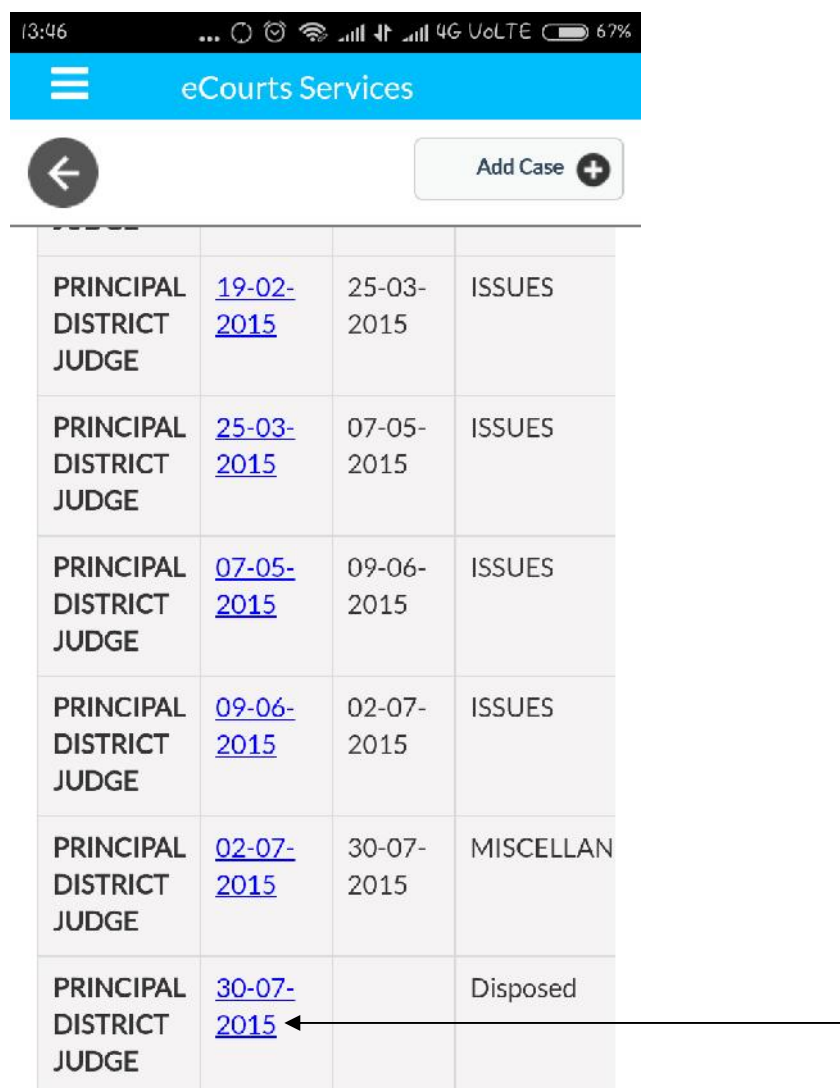 13:46 ... 4G VoLTE 67%
eCourts Services
Add Case
JUDGE
PRINCIPAL 19-02- 25-03- ISSUES
DISTRICT 2015 2015
JUDGE
PRINCIPAL 25-03- 07-05- ISSUES
DISTRICT 2015 2015
JUDGE
PRINCIPAL 07-05- 09-06- ISSUES
DISTRICT 2015 2015
JUDGE
PRINCIPAL 09-06- 02-07- ISSUES
DISTRICT 2015 2015
JUDGE
PRINCIPAL 02-07- 30-07- MISCELLAN
DISTRICT 2015 2015
JUDGE
PRINCIPAL 30-07- Disposed
DISTRICT 2015
JUDGE